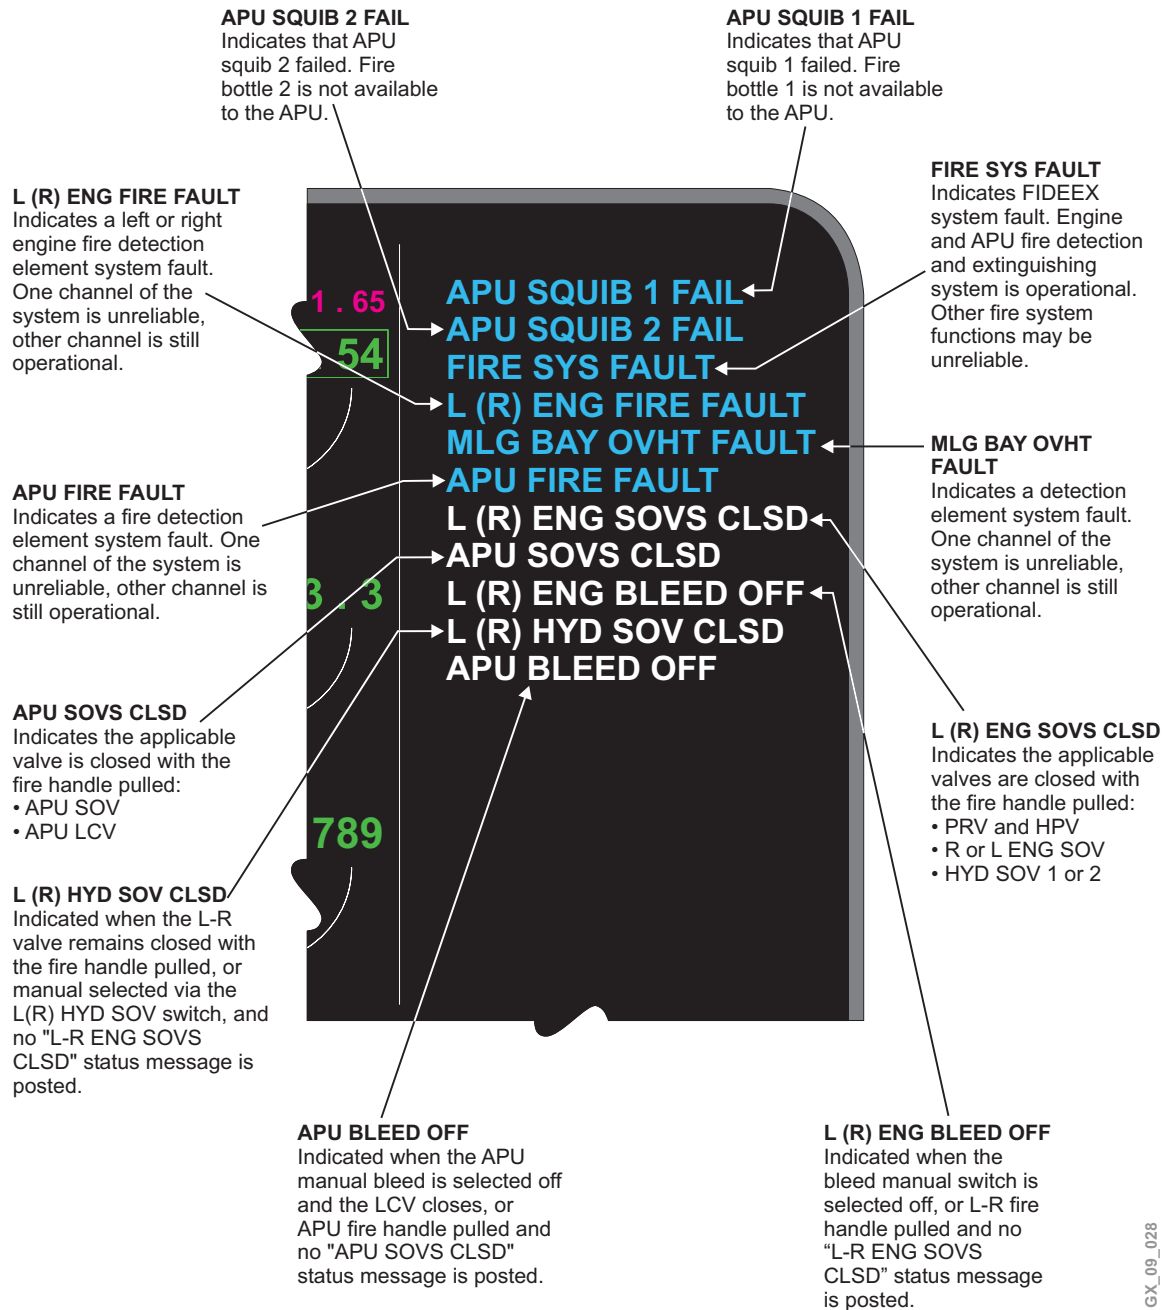 APU SQUIB 2 FAIL
Indicates that APU
squib 2 failed. Fire
bottle 2 is not available
to the APU.
APU SQUIB 1 FAIL
Indicates that APU
squib 1 failed. Fire
bottle 1 is not available
to the APU.
L (R) ENG FIRE FAULT
Indicates a left or right
engine fire detection
element system fault.
One channel of the
system is unreliable,
other channel is still
operational.
FIRE SYS FAULT
Indicates FIDEEX
system fault. Engine
and APU fire detection
and extinguishing
system is operational.
Other fire system
functions may be
unreliable.
1.65
54
3.3
789
APU SQUIB 1 FAIL
APU SQUIB 2 FAIL
FIRE SYS FAULT
L (R) ENG FIRE FAULT
MLG BAY OVHT FAULT
APU FIRE FAULT
L (R) ENG SOVS CLSD
APU SOVS CLSD
L (R) ENG BLEED OFF
L (R) HYD SOV CLSD
APU BLEED OFF
APU FIRE FAULT
Indicates a fire detection
element system fault. One
channel of the system is
unreliable, other channel is
still operational.
MLG BAY OVHT
FAULT
Indicates a detection
element system fault.
One channel of the
system is unreliable,
other channel is still
operational.
APU SOVS CLSD
Indicates the applicable
valve is closed with the
fire handle pulled:
• APU SOV
• APU LCV
L (R) ENG SOVS CLSD
Indicates the applicable
valves are closed with
the fire handle pulled:
• PRV and HPV
• R or L ENG SOV
• HYD SOV 1 or 2
L (R) HYD SOV CLSD
Indicated when the L-R
valve remains closed with
the fire handle pulled, or
manual selected via the
L(R) HYD SOV switch, and
no "L-R ENG SOVS
CLSD" status message is
posted.
APU BLEED OFF
Indicated when the APU
manual bleed is selected off
and the LCV closes, or
APU fire handle pulled and
no "APU SOVS CLSD"
status message is posted.
L (R) ENG BLEED OFF
Indicated when the
bleed manual switch is
selected off, or L-R fire
handle pulled and no
“L-R ENG SOVS
CLSD” status message
is posted.
GX_09_028